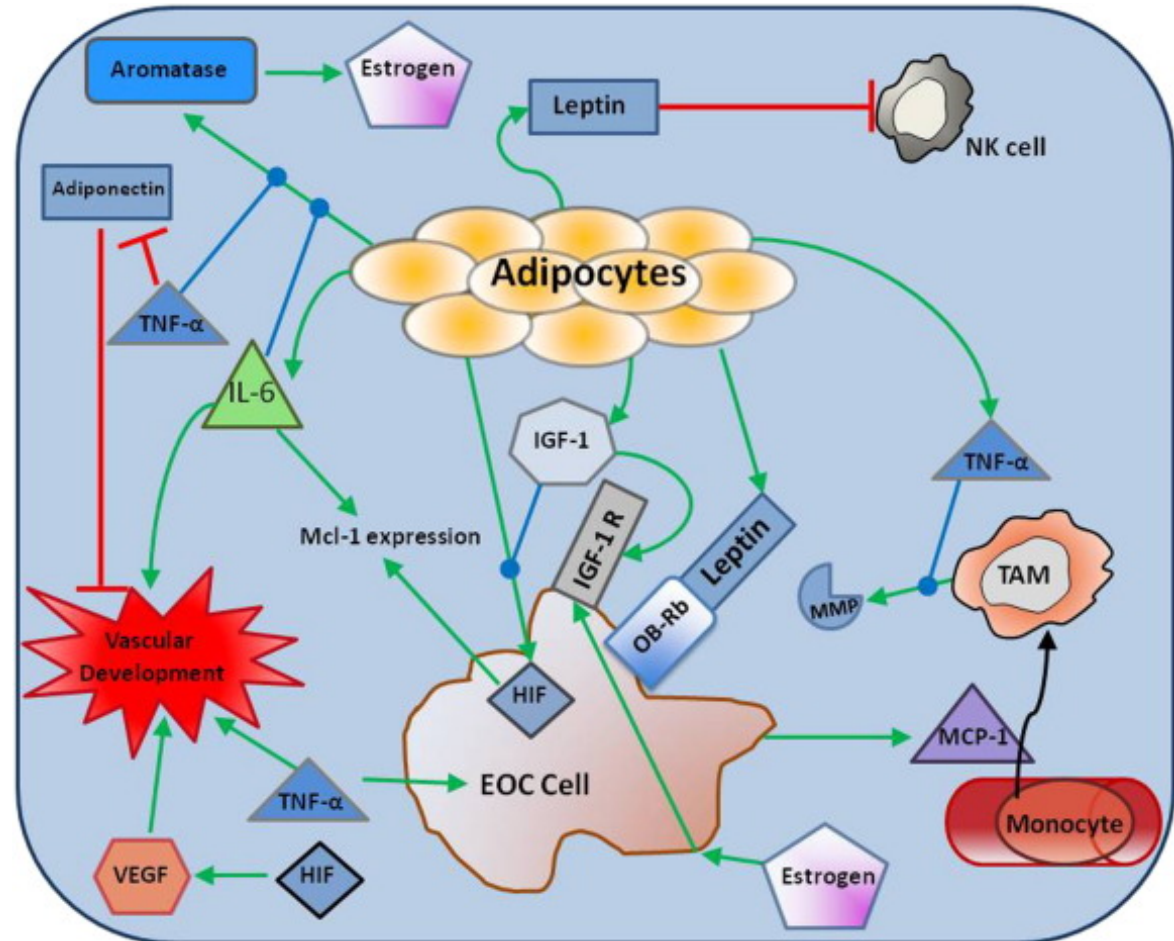 Aromatase
Estrogen
Leptin
NK cell
Adiponectin
Adipocytes
TNF-α
IL-6
IGF-1
TNF-α
Mcl-1 expression
IGF-1 R
Leptin
OB-Rb
TAM
MMP
Vascular
Development
HIF
MCP-1
EOC Cell
TNF-α
Monocyte
VEGF
HIF
Estrogen